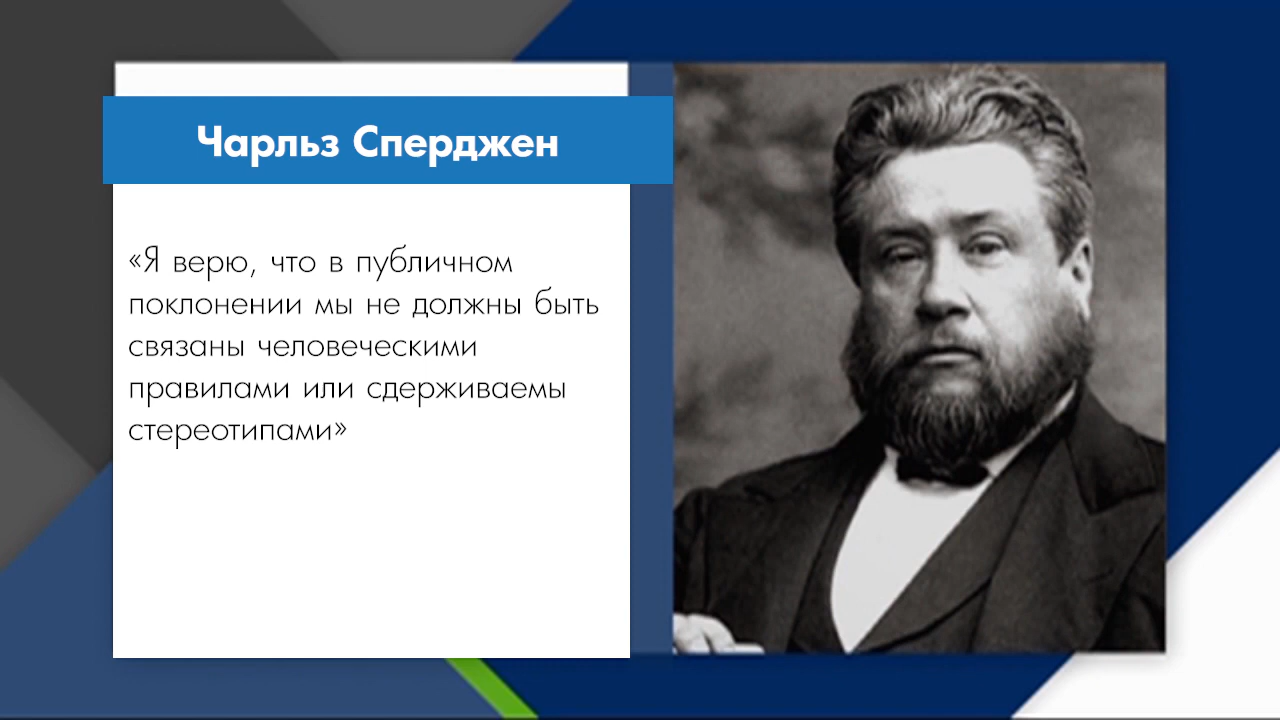 Чарльз Сперджен
«Я верю, что в публичном
поклонении мы не должны быть
связаны человеческими
правилами или сдерживаемы
стереотипами»